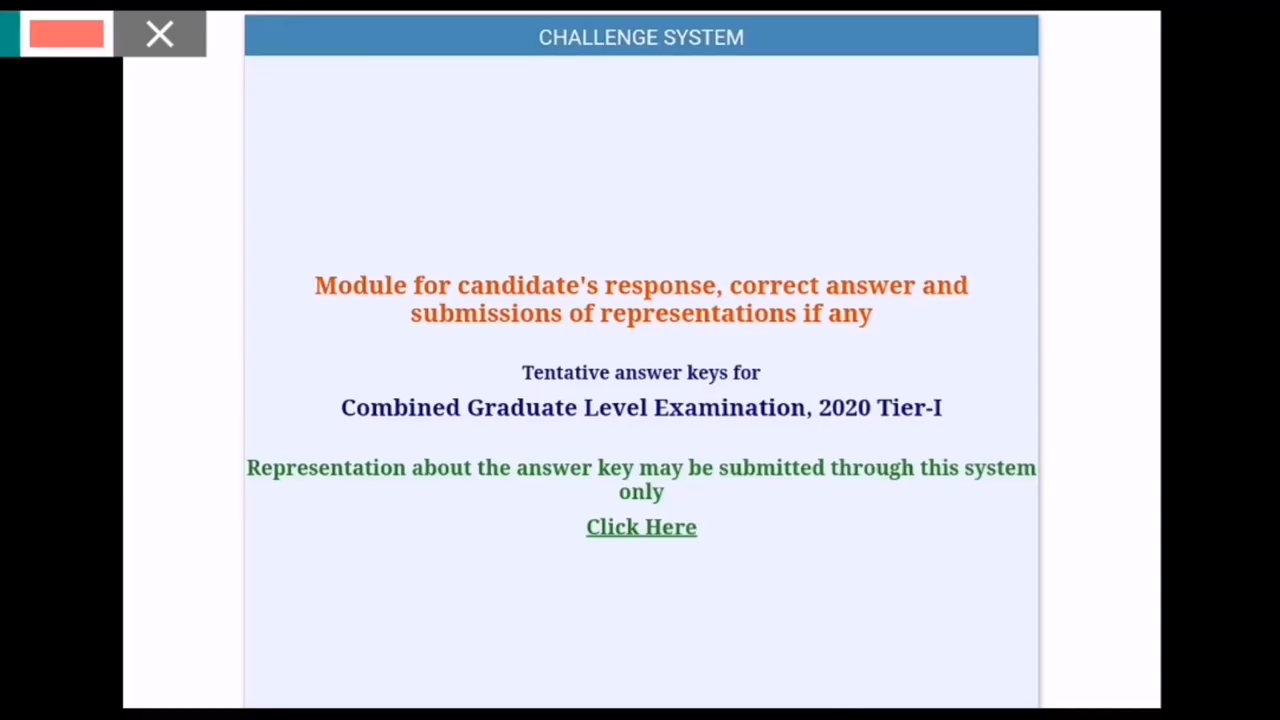 CHALLENGE SYSTEM
Module for candidate's response, correct answer and
submissions of representations if any
Tentative answer keys for
Combined Graduate Level Examination, 2020 Tier-I
Representation about the answer key may be submitted through this system
only
Click Here